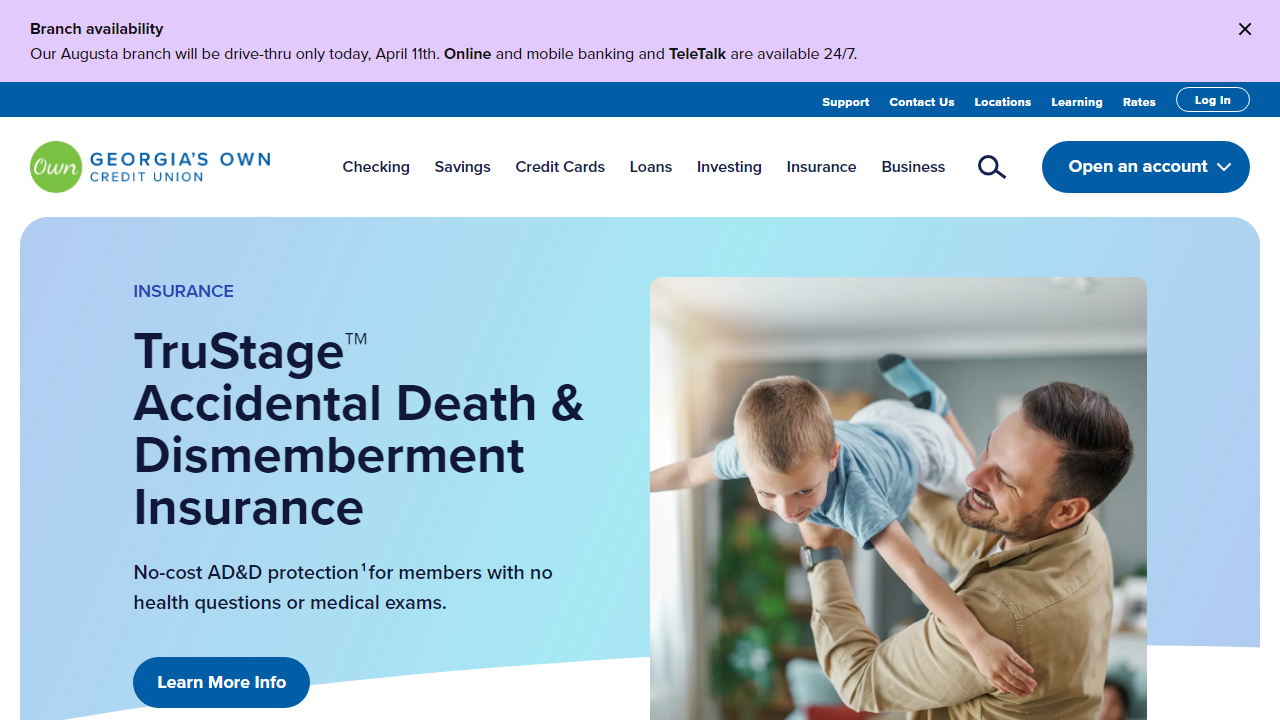 Branch availability
Our Augusta branch will be drive-thru only today, April 11th. Online and mobile banking and TeleTalk are available 24/7.
Support Contact Us Locations Learning Rates Log In
Own GEORGIA'S OWN
CREDIT UNION
Checking Savings Credit Cards Loans Investing Insurance Business Open an account
INSURANCE
TruStage™
Accidental Death &
Dismemberment
Insurance
No-cost AD&D protection¹ for members with no
health questions or medical exams.
Learn More Info